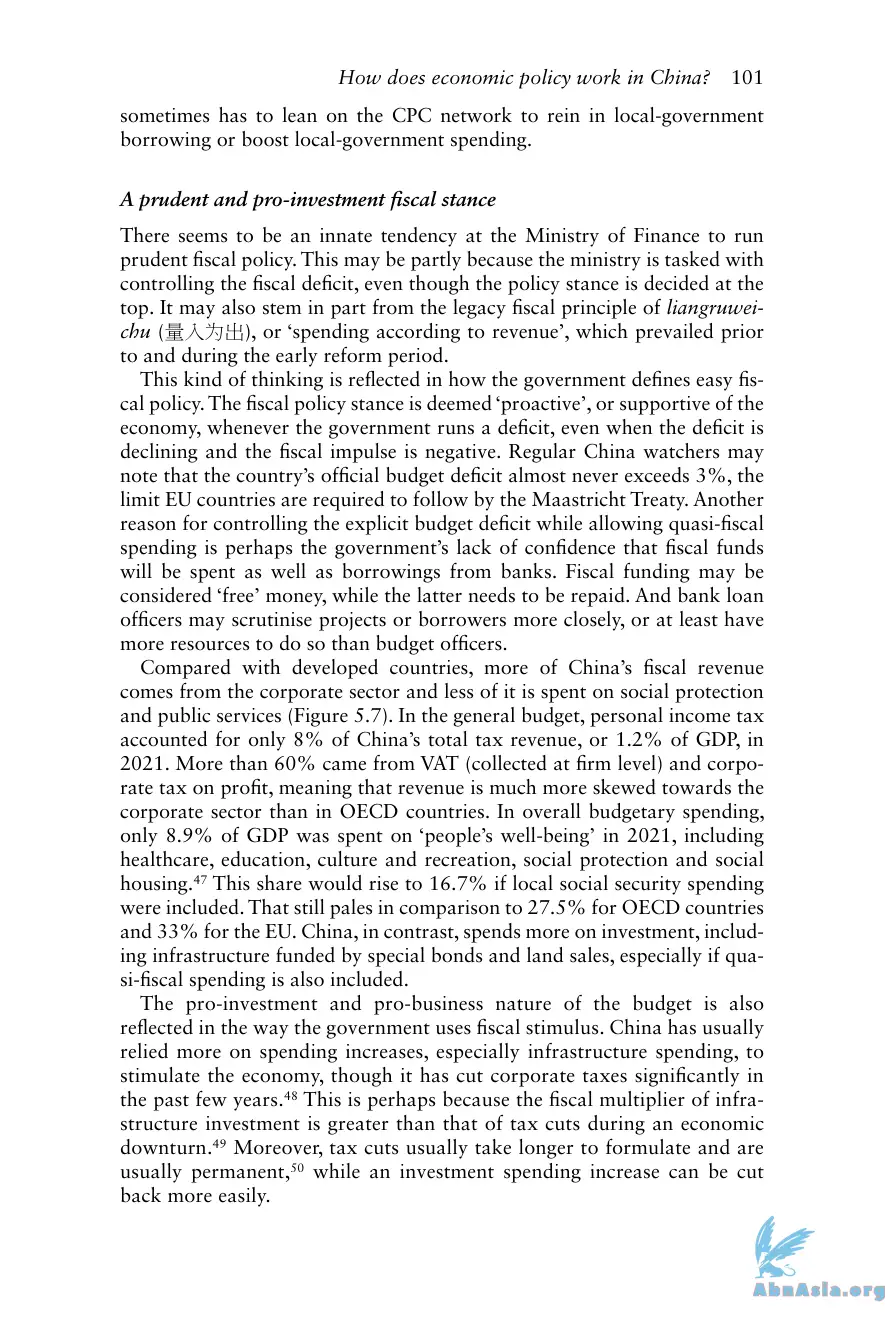 How does economic policy work in China? 101
sometimes has to lean on the CPC network to rein in local-government
borrowing or boost local-government spending.
A prudent and pro-investment fiscal stance
There seems to be an innate tendency at the Ministry of Finance to run
prudent fiscal policy. This may be partly because the ministry is tasked with
controlling the fiscal deficit, even though the policy stance is decided at the
top. It may also stem in part from the legacy fiscal principle of liangruwei-
chu (量入为出), or ‘spending according to revenue’, which prevailed prior
to and during the early reform period.
This kind of thinking is reflected in how the government defines easy fis-
cal policy. The fiscal policy stance is deemed ‘proactive’, or supportive of the
economy, whenever the government runs a deficit, even when the deficit is
declining and the fiscal impulse is negative. Regular China watchers may
note that the country’s official budget deficit almost never exceeds 3%, the
limit EU countries are required to follow by the Maastricht Treaty. Another
reason for controlling the explicit budget deficit while allowing quasi-fiscal
spending is perhaps the government’s lack of confidence that fiscal funds
will be spent as well as borrowings from banks. Fiscal funding may be
considered ‘free’ money, while the latter needs to be repaid. And bank loan
officers may scrutinise projects or borrowers more closely, or at least have
more resources to do so than budget officers.
Compared with developed countries, more of China’s fiscal revenue
comes from the corporate sector and less of it is spent on social protection
and public services (Figure 5.7). In the general budget, personal income tax
accounted for only 8% of China’s total tax revenue, or 1.2% of GDP, in
2021. More than 60% came from VAT (collected at firm level) and corpo-
rate tax on profit, meaning that revenue is much more skewed towards the
corporate sector than in OECD countries. In overall budgetary spending,
only 8.9% of GDP was spent on ‘people’s well-being’ in 2021, including
healthcare, education, culture and recreation, social protection and social
housing.47 This share would rise to 16.7% if local social security spending
were included. That still pales in comparison to 27.5% for OECD countries
and 33% for the EU. China, in contrast, spends more on investment, includ-
ing infrastructure funded by special bonds and land sales, especially if qua-
si-fiscal spending is also included.
The pro-investment and pro-business nature of the budget is also
reflected in the way the government uses fiscal stimulus. China has usually
relied more on spending increases, especially infrastructure spending, to
stimulate the economy, though it has cut corporate taxes significantly in
the past few years.48 This is perhaps because the fiscal multiplier of infra-
structure investment is greater than that of tax cuts during an economic
downturn.49 Moreover, tax cuts usually take longer to formulate and are
usually permanent,50 while an investment spending increase can be cut
back more easily.
AbnAsia.org